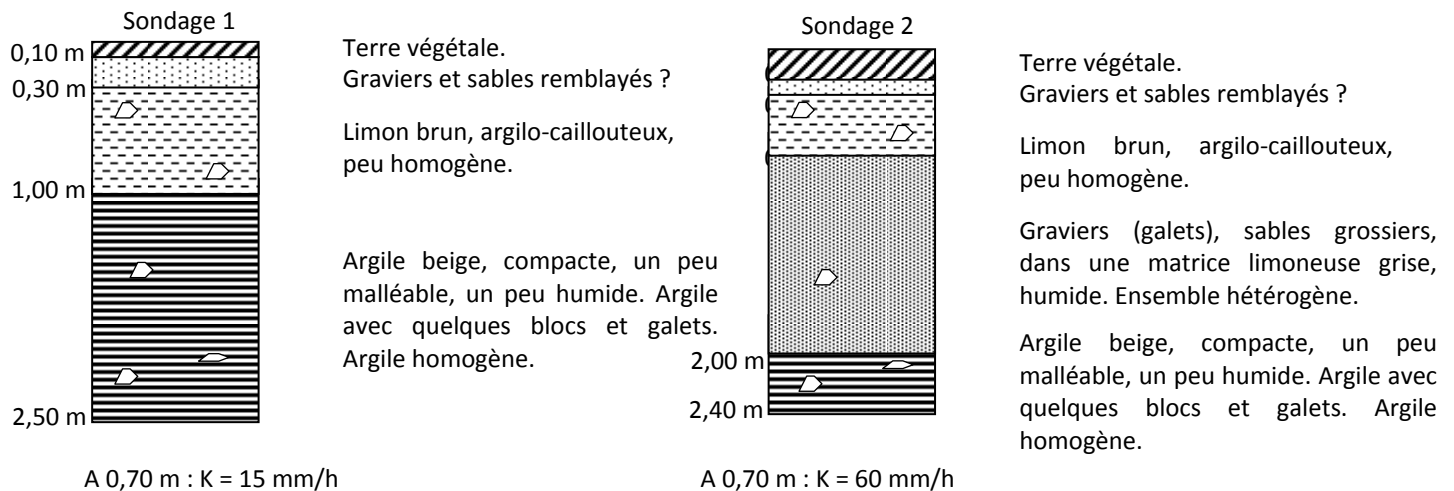 Sondage 1
0,10 m
0,30 m
1,00 m
2,50 m
Terre végétale.
Graviers et sables remblayés ?
Limon brun, argilo-caillouteux,
peu homogène.
Argile beige, compacte, un peu
malléable, un peu humide. Argile
avec quelques blocs et galets.
Argile homogène.
A 0,70 m : K = 15 mm/h
Sondage 2
2,00 m
2,40 m
Terre végétale.
Graviers et sables remblayés ?
Limon brun, argilo-caillouteux,
peu homogène.
Graviers (galets), sables grossiers,
dans une matrice limoneuse grise,
humide. Ensemble hétérogène.
Argile beige, compacte, un peu
malléable, un peu humide. Argile avec
quelques blocs et galets. Argile
homogène.
A 0,70 m : K = 60 mm/h